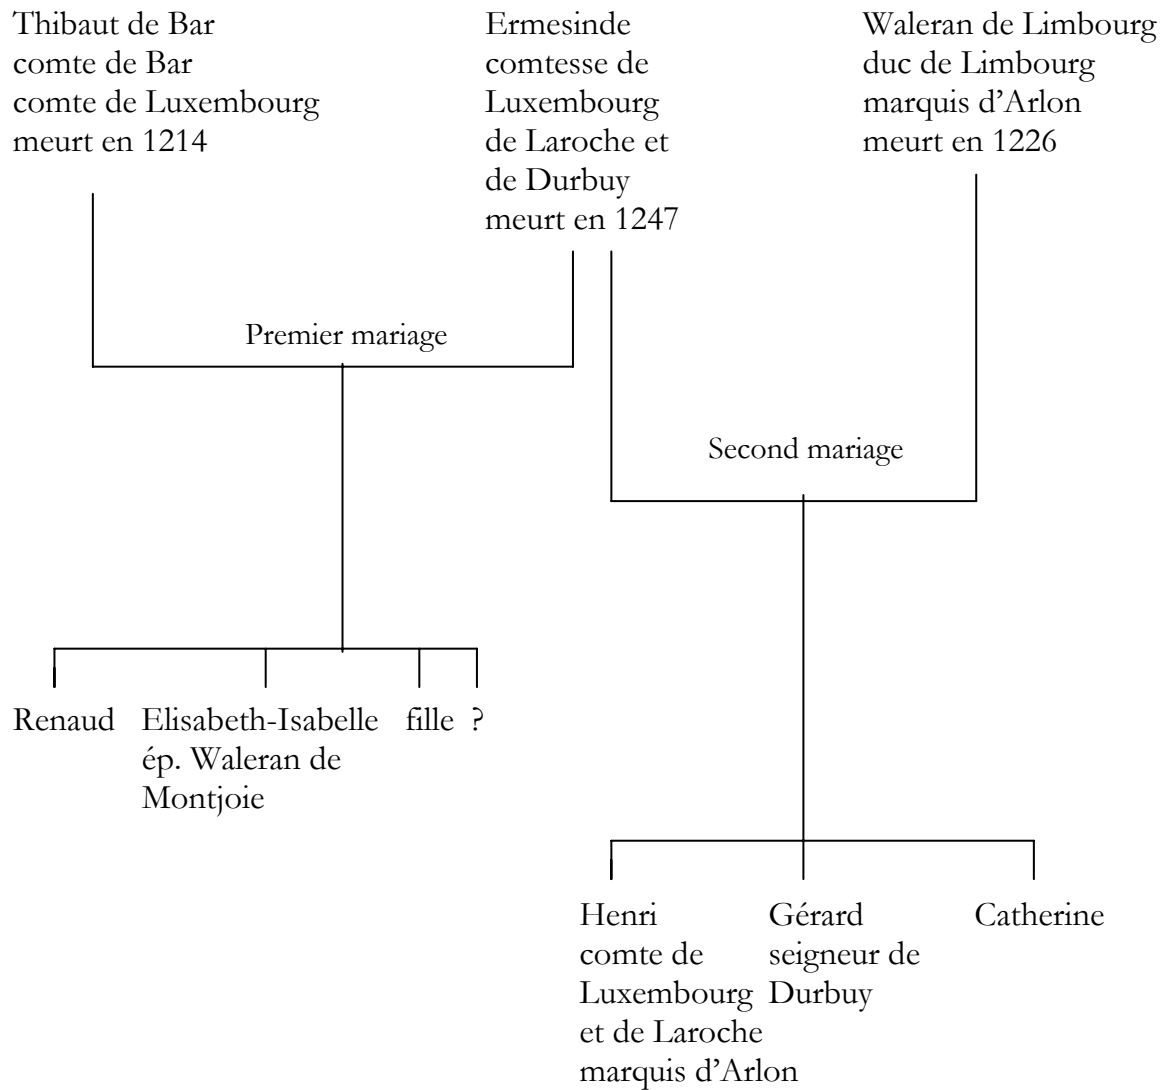 Thibaut de Bar
comte de Bar
comte de Luxembourg
meurt en 1214
Ermesinde
comtesse de
Luxembourg
de Laroche et
de Durbuy
meurt en 1247
Waleran de Limbourg
duc de Limbourg
marquis d’Arlon
meurt en 1226
Premier mariage
Second mariage
Renaud
Elisabeth-Isabelle
ép. Waleran de
Montjoie
fille
?
Henri
comte de
Luxembourg
et de Laroche
marquis d’Arlon
Gérard
seigneur de
Durbuy
Catherine